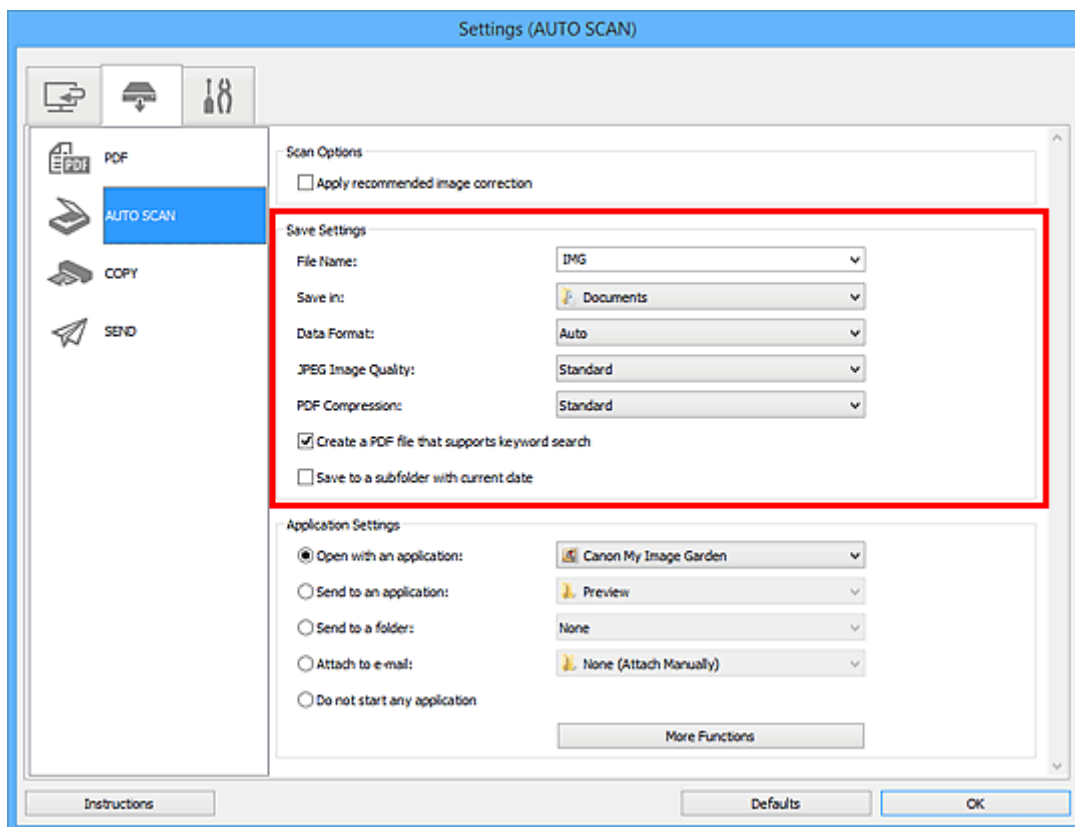 Settings (AUTO SCAN)
PDF
PDF
AUTO SCAN
COPY
SEND
Scan Options
Apply recommended image correction
Save Settings
File Name: IMG
Save in: Documents
Data Format: Auto
JPEG Image Quality: Standard
PDF Compression: Standard
Create a PDF file that supports keyword search
Save to a subfolder with current date
Application Settings
Open with an application: Canon My Image Garden
Send to an application: Preview
Send to a folder: None
Attach to e-mail: None (Attach Manually)
Do not start any application
More Functions
Instructions Defaults OK